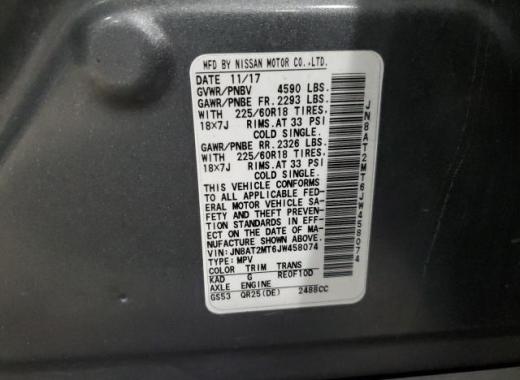 MFD BY NISSAN MOTOR CO.,LTD.
DATE 11/17
GVWR/PNBV 4590 LBS.
GAWR/PNBE FR. 2293 LBS.
WITH 225/60R18 TIRES.
18X7J RIMS.AT 33 PSI
COLD SINGLE.
GAWR/PNBE RR. 2326 LBS.
WITH 225/60R18 TIRES.
18X7J RIMS.AT 33 PSI
COLD SINGLE.
THIS VEHICLE CONFORMS
TO ALL APPLICABLE FED-
ERAL MOTOR VEHICLE SA-
FETY AND THEFT PREVEN-
TION STANDARDS IN EFF-
ECT ON THE DATE OF MA-
NUFACTURE SHOWN ABOVE.
VIN: JN8AT2MT6JW458074
TYPE: MPV
COLOR TRIM TRANS
KAD G RE0F10D
AXLE ENGINE
GS53 QR25(DE) 2488CC
JN8AT2MT6JW458074